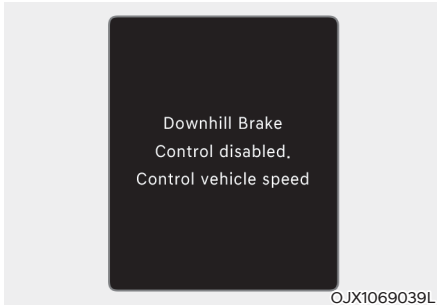 Downhill Brake
Control disabled.
Control vehicle speed
OJX1069039L